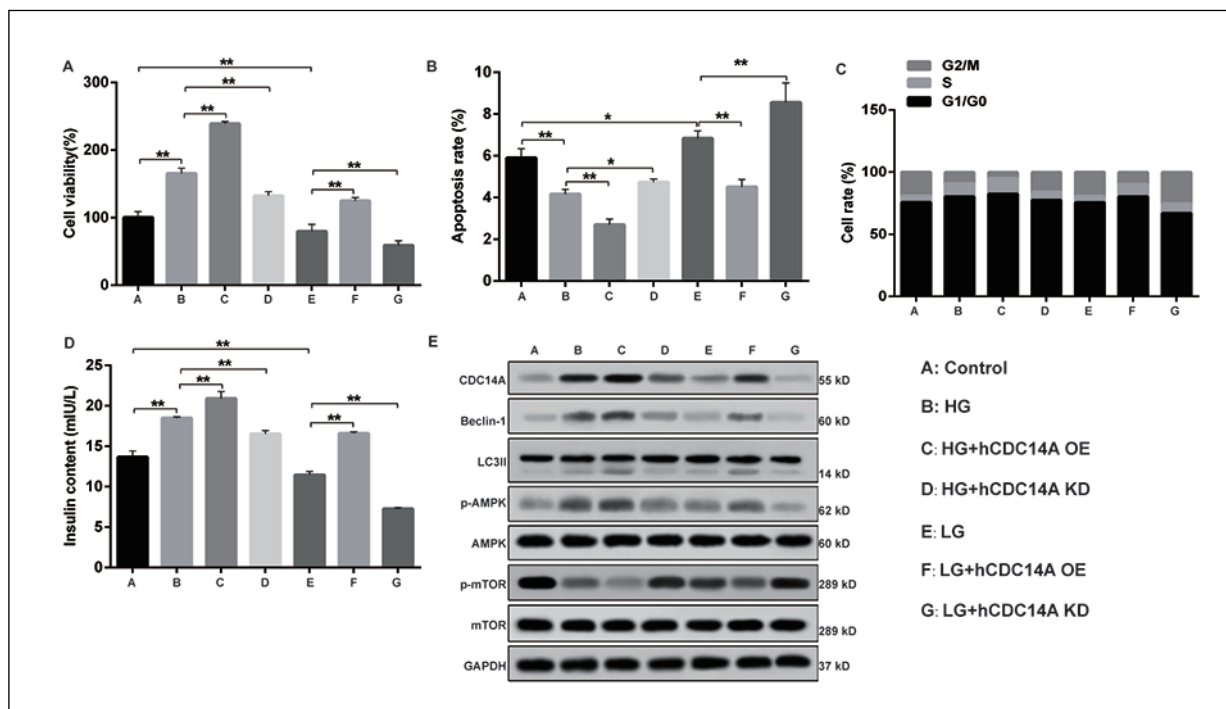 A
Cell viability(%)
300
200
100
0
**
**
**
**
**
**
A B C D E F G
B
Apoptosis rate (%)
10
8
6
4
2
0
**
*
**
**
*
**
A B C D E F G
C
G2/M
S
G1/G0
Cell rate (%)
150
100
50
0
A B C D E F G
D
Insulin content (mIU/L)
25
20
15
10
5
0
**
**
**
**
**
**
A B C D E F G
E
A B C D E F G
CDC14A 55 kD
Beclin-1 60 kD
LC3II 14 kD
p-AMPK 62 kD
AMPK 60 kD
p-mTOR 289 kD
mTOR 289 kD
GAPDH 37 kD
A: Control
B: HG
C: HG+hCDC14A OE
D: HG+hCDC14A KD
E: LG
F: LG+hCDC14A OE
G: LG+hCDC14A KD